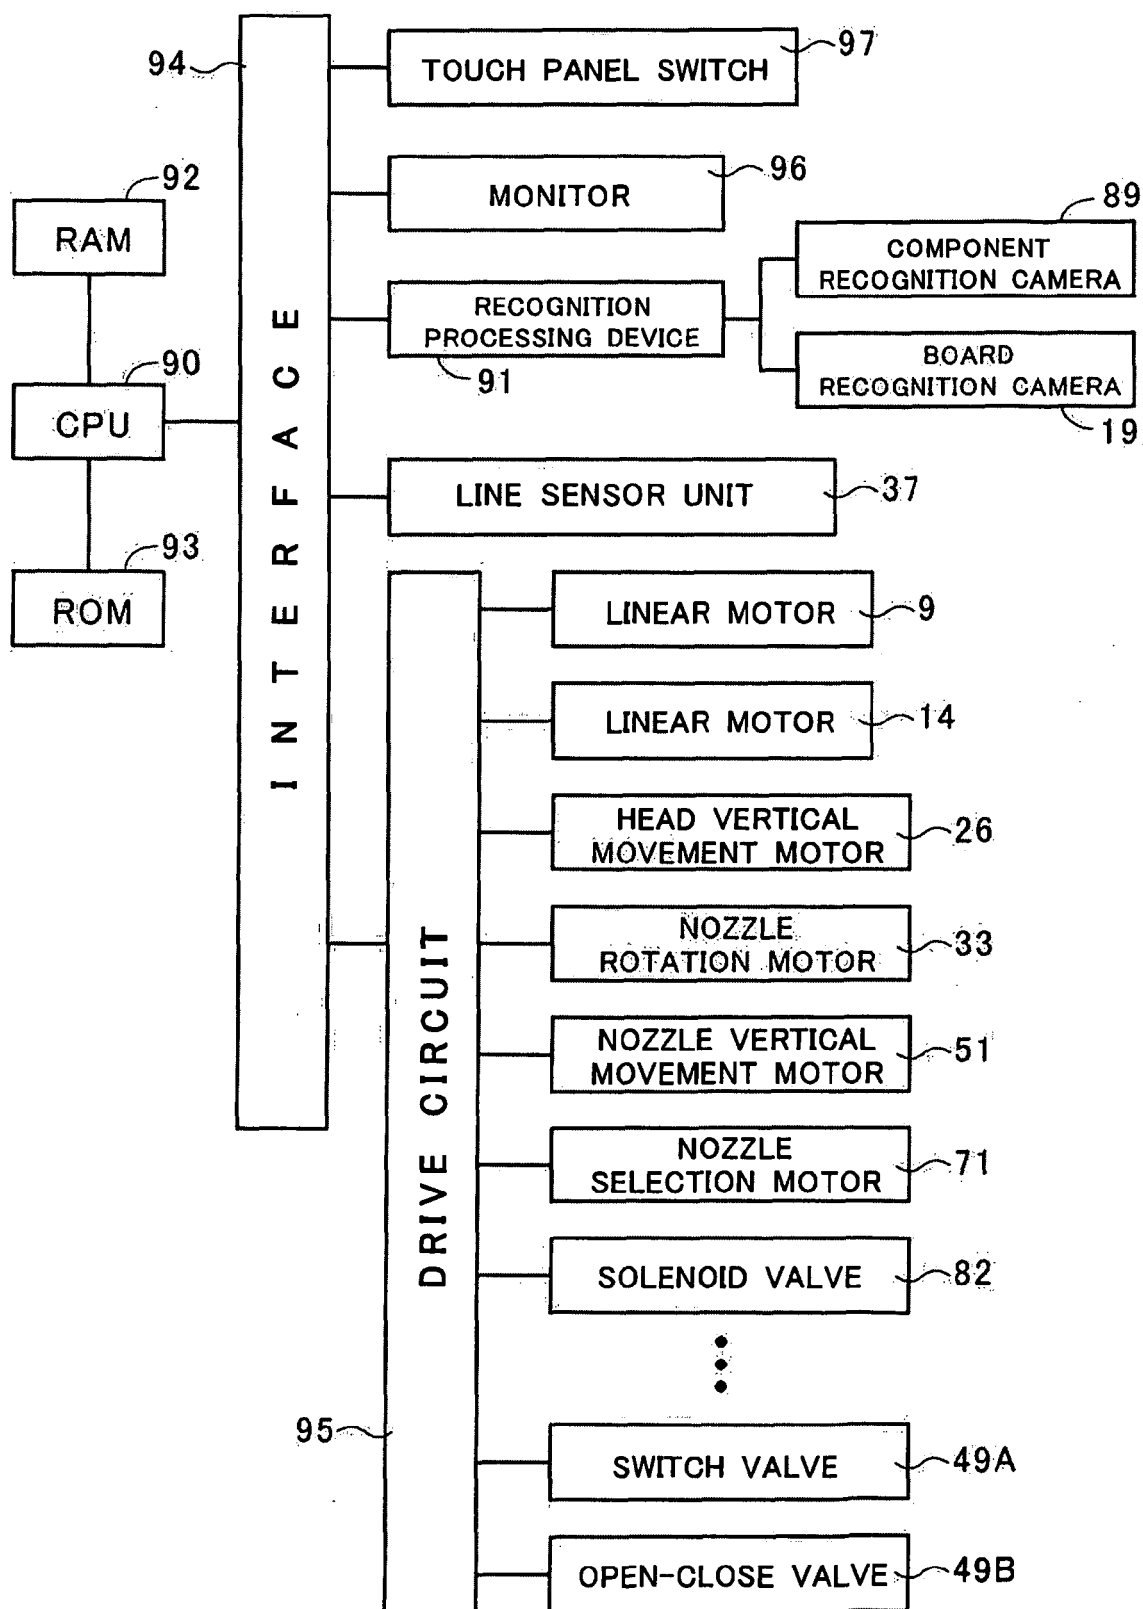 94
97
TOUCH PANEL SWITCH
92
RAM
96
MONITOR
89
COMPONENT
RECOGNITION CAMERA
RECOGNITION
PROCESSING DEVICE
91
BOARD
RECOGNITION CAMERA
19
90
CPU
INTERFACE
LINE SENSOR UNIT
37
93
ROM
LINEAR MOTOR
9
LINEAR MOTOR
14
HEAD VERTICAL
MOVEMENT MOTOR
26
NOZZLE
ROTATION MOTOR
33
DRIVE CIRCUIT
NOZZLE VERTICAL
MOVEMENT MOTOR
51
NOZZLE
SELECTION MOTOR
71
SOLENOID VALVE
82
95
SWITCH VALVE
49A
OPEN-CLOSE VALVE
49B